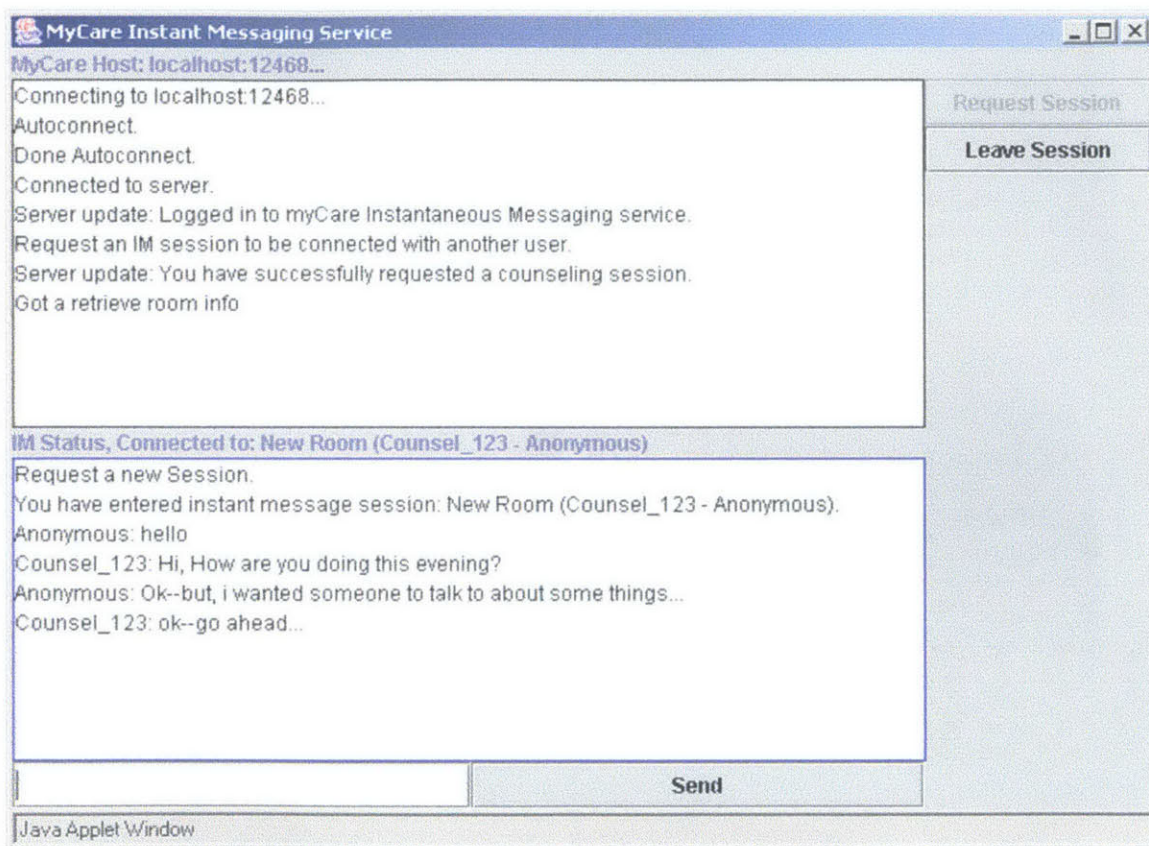 MyCare Instant Messaging Service
MyCare Host: localhost:12468...
Connecting to localhost:12468...
Autoconnect.
Done Autoconnect.
Connected to server.
Server update: Logged in to myCare Instantaneous Messaging service.
Request an IM session to be connected with another user.
Server update: You have successfully requested a counseling session.
Got a retrieve room info
Request Session
Leave Session
IM Status, Connected to: New Room (Counsel_123 - Anonymous)
Request a new Session.
You have entered instant message session: New Room (Counsel_123 - Anonymous).
Anonymous: hello
Counsel_123: Hi, How are you doing this evening?
Anonymous: Ok--but, i wanted someone to talk to about some things...
Counsel_123: ok--go ahead...
Send
Java Applet Window